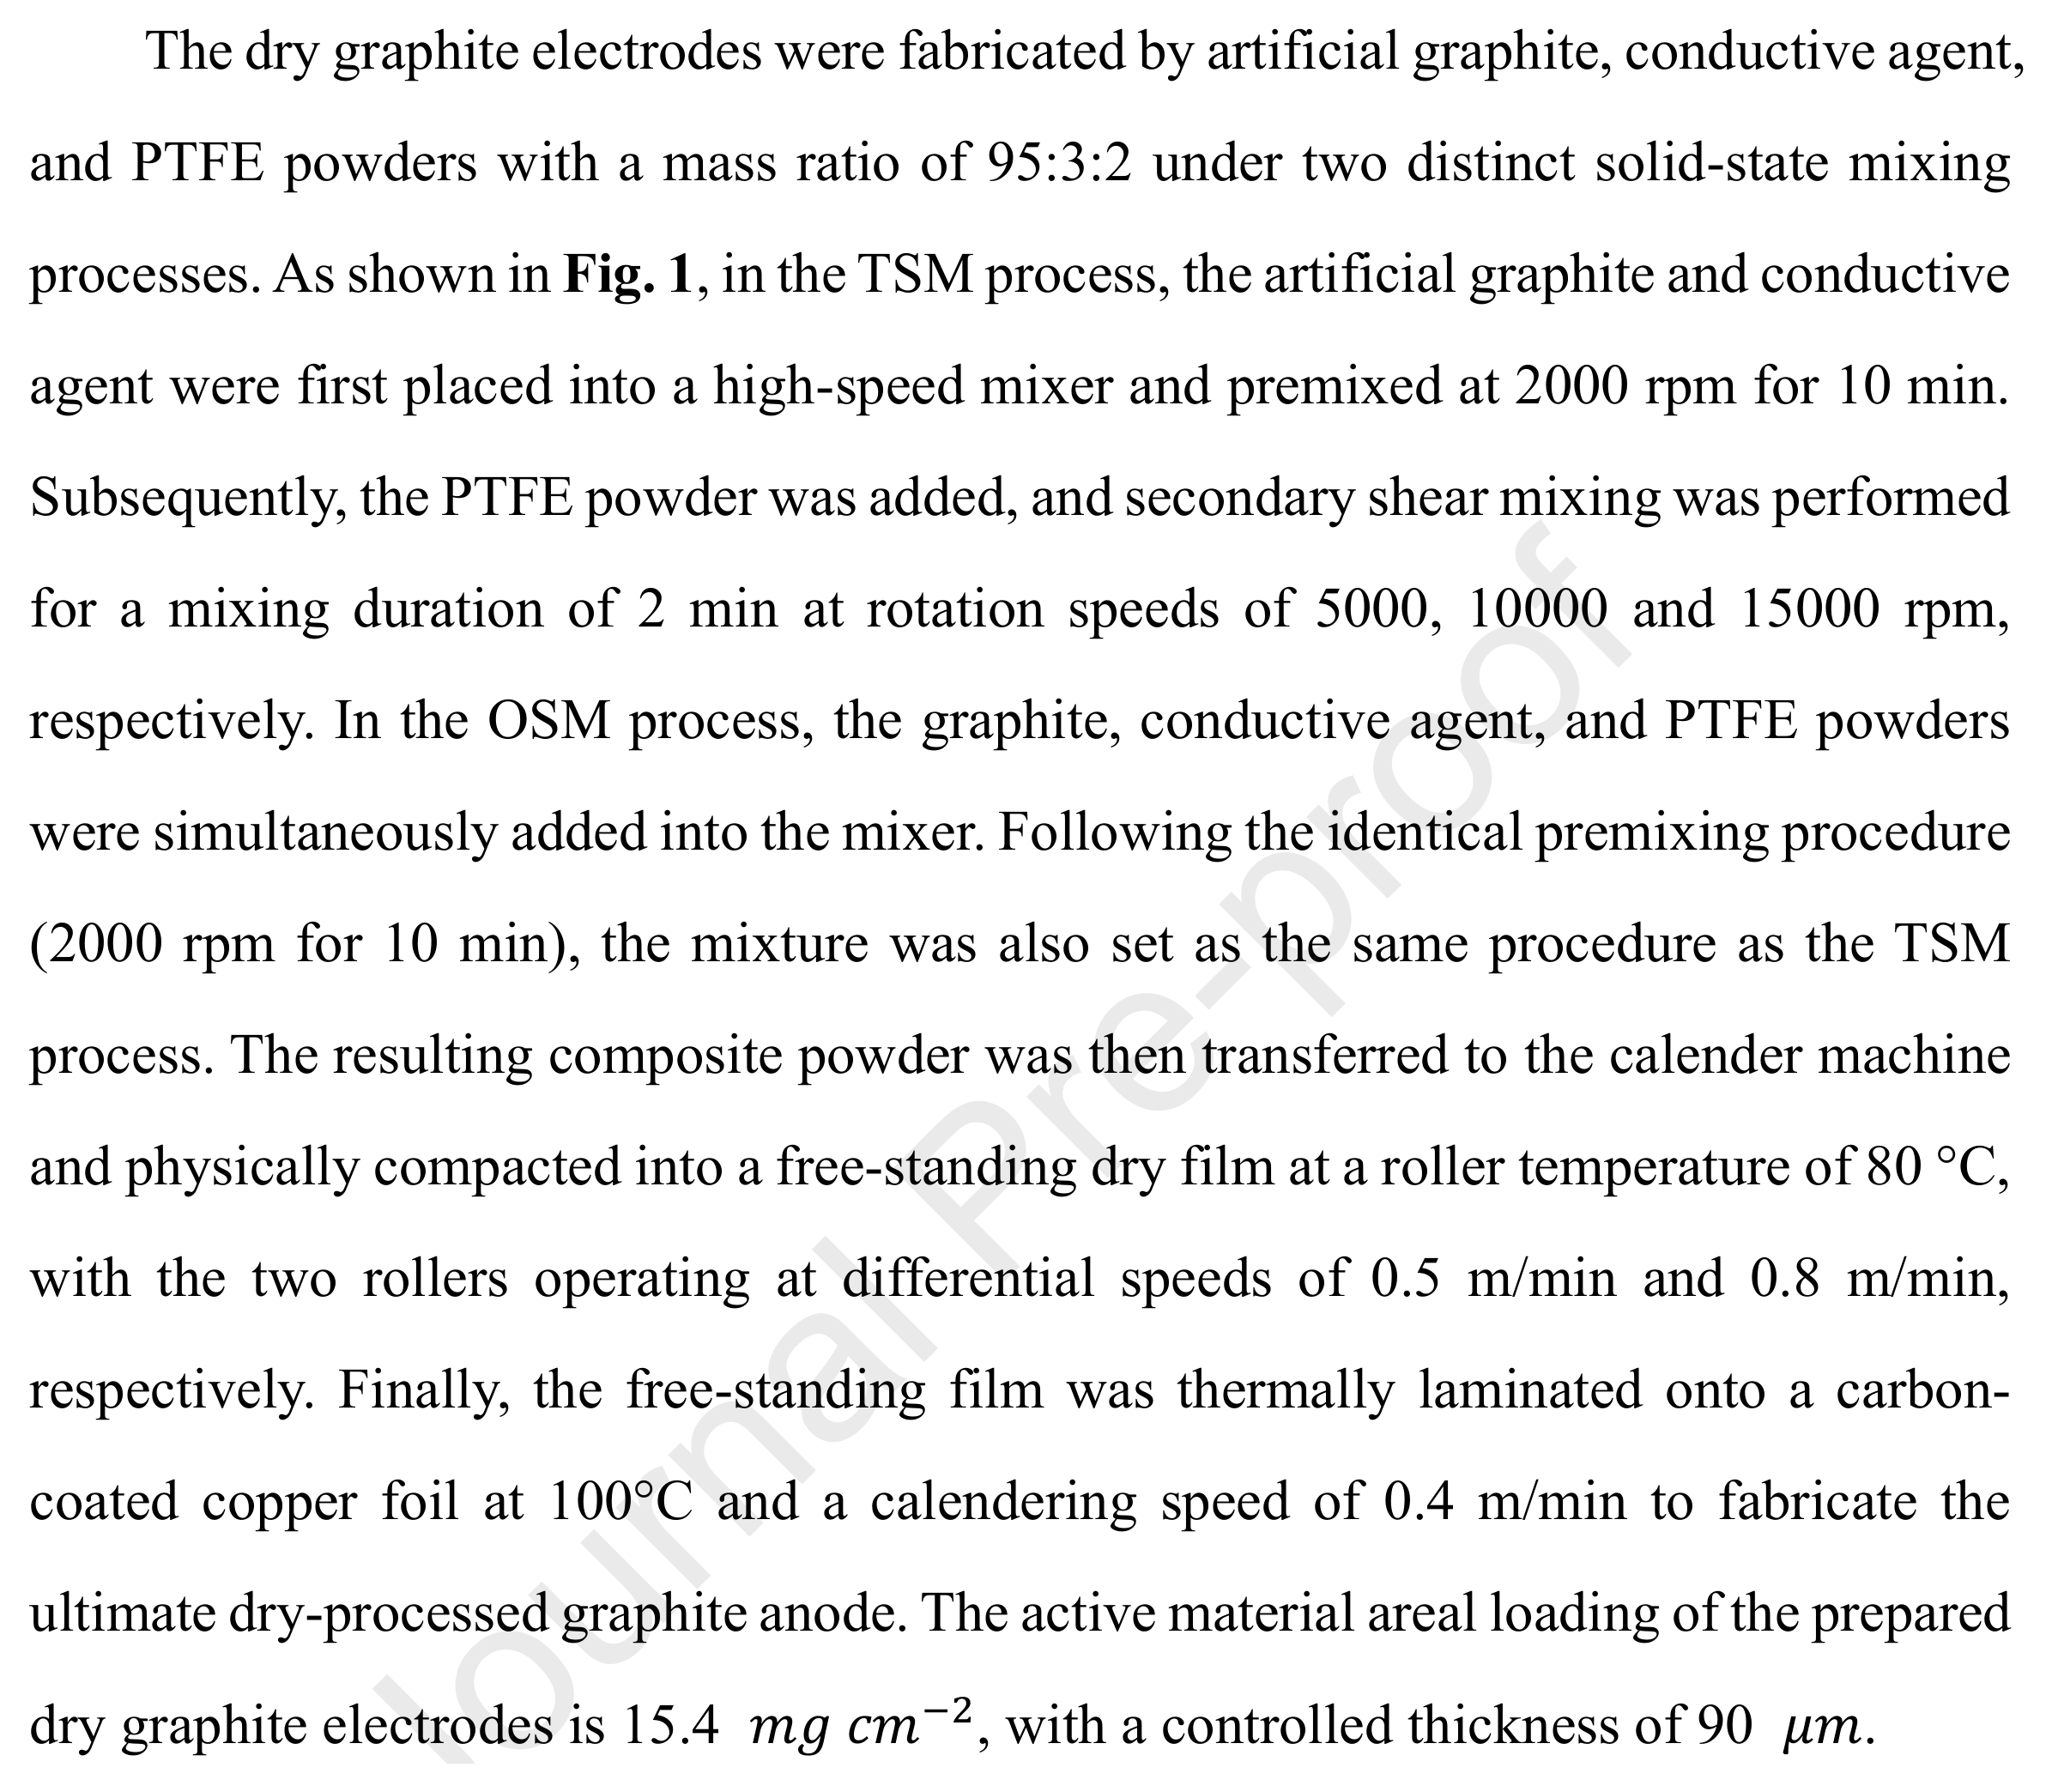 The dry graphite electrodes were fabricated by artificial graphite, conductive agent,
and PTFE powders with a mass ratio of 95:3:2 under two distinct solid-state mixing
processes. As shown in Fig. 1, in the TSM process, the artificial graphite and conductive
agent were first placed into a high-speed mixer and premixed at 2000 rpm for 10 min.
Subsequently, the PTFE powder was added, and secondary shear mixing was performed
for a mixing duration of 2 min at rotation speeds of 5000, 10000 and 15000 rpm,
respectively. In the OSM process, the graphite, conductive agent, and PTFE powders
were simultaneously added into the mixer. Following the identical premixing procedure
(2000 rpm for 10 min), the mixture was also set as the same procedure as the TSM
process. The resulting composite powder was then transferred to the calender machine
and physically compacted into a free-standing dry film at a roller temperature of 80 °C,
with the two rollers operating at differential speeds of 0.5 m/min and 0.8 m/min,
respectively. Finally, the free-standing film was thermally laminated onto a carbon-
coated copper foil at 100°C and a calendering speed of 0.4 m/min to fabricate the
ultimate dry-processed graphite anode. The active material areal loading of the prepared
dry graphite electrodes is 15.4 mg cm⁻², with a controlled thickness of 90 μm.
Journal Pre-proof